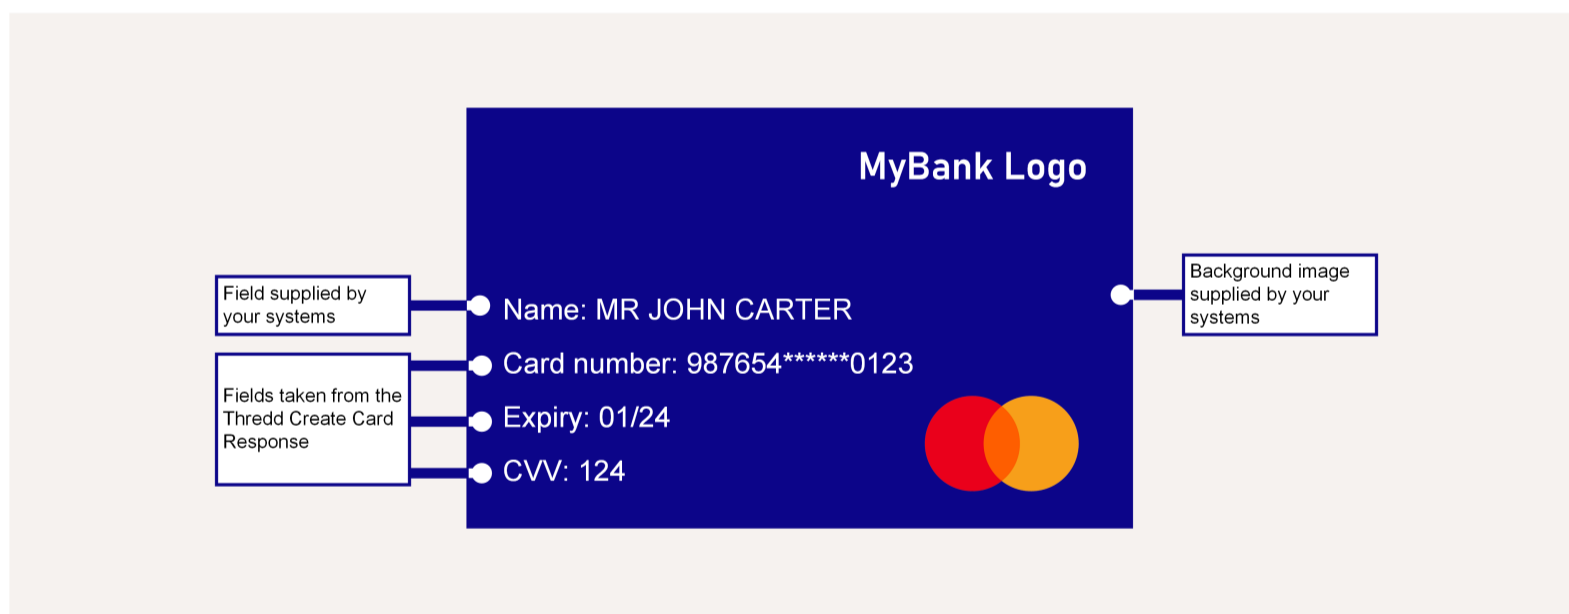 MyBank Logo
Field supplied by
your systems
Name: MR JOHN CARTER
Background image
supplied by your
systems
Fields taken from the
Thredd Create Card
Response
Card number: 987654******0123
Expiry: 01/24
CVV: 124